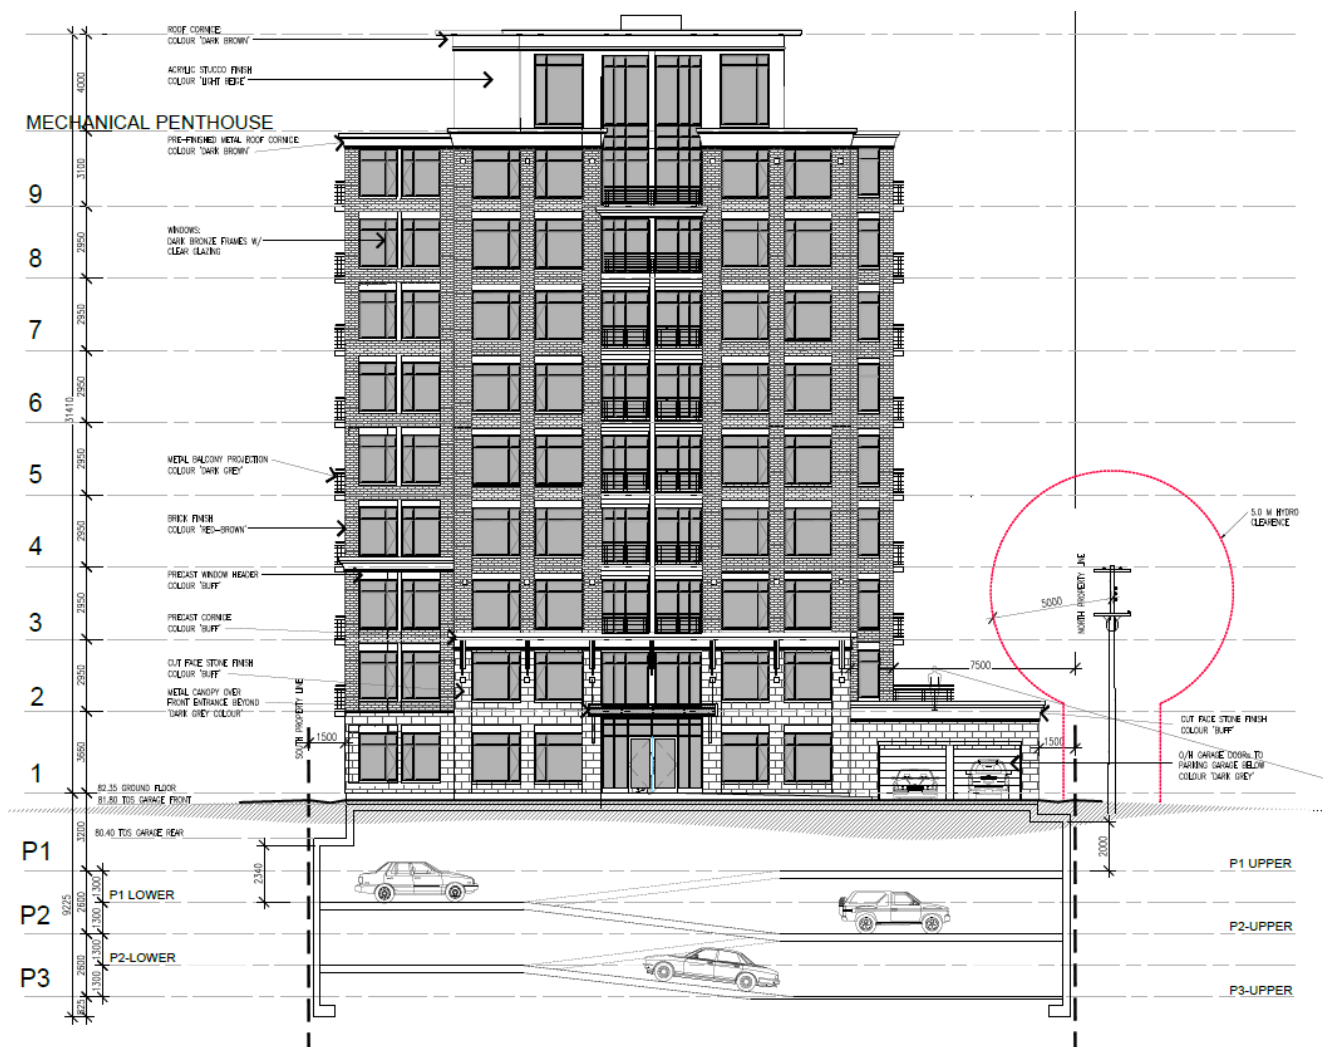 ROOF CORNICE:
COLOUR 'DARK BROWN'
ACRYLIC STUCCO FINISH
COLOUR 'LIGHT BEIGE'
4000
MECHANICAL PENTHOUSE
PRE-FINISHED METAL ROOF CORNICE:
COLOUR 'DARK BROWN'
3100
9
WINDOWS:
DARK BRONZE FRAMES W/
CLEAR GLAZING
2950
8
2950
7
2950
6
31410
2950
METAL BALCONY PROJECTION
COLOUR 'DARK GREY'
5
2950
BRICK FINISH
COLOUR 'RED-BROWN'
4
2950
5.0 M HYDRO
CLEARENCE
PRECAST WINDOW HEADER
COLOUR 'BUFF'
NORTH PROPERTY LINE
5000
3
2950
PRECAST CORNICE
COLOUR 'BUFF'
CUT FACE STONE FINISH
COLOUR 'BUFF'
7500
2
2950
METAL CANOPY OVER
FRONT ENTRANCE BEYOND
'DARK GREY COLOUR'
SOUTH PROPERTY LINE
CUT FACE STONE FINISH
COLOUR 'BUFF'
1500
1500
O/H GARAGE DOORs TO
PARKING GARAGE BELOW
COLOUR 'DARK GREY'
1
3660
82.35 GROUND FLOOR
81.80 TOS GARAGE FRONT
80.40 TOS GARAGE REAR
3200
2000
P1
P1 UPPER
2340
1300
P1 LOWER
9225
2600
P2
1300
P2-UPPER
1300
P2-LOWER
2600
P3
1300
P3-UPPER
825